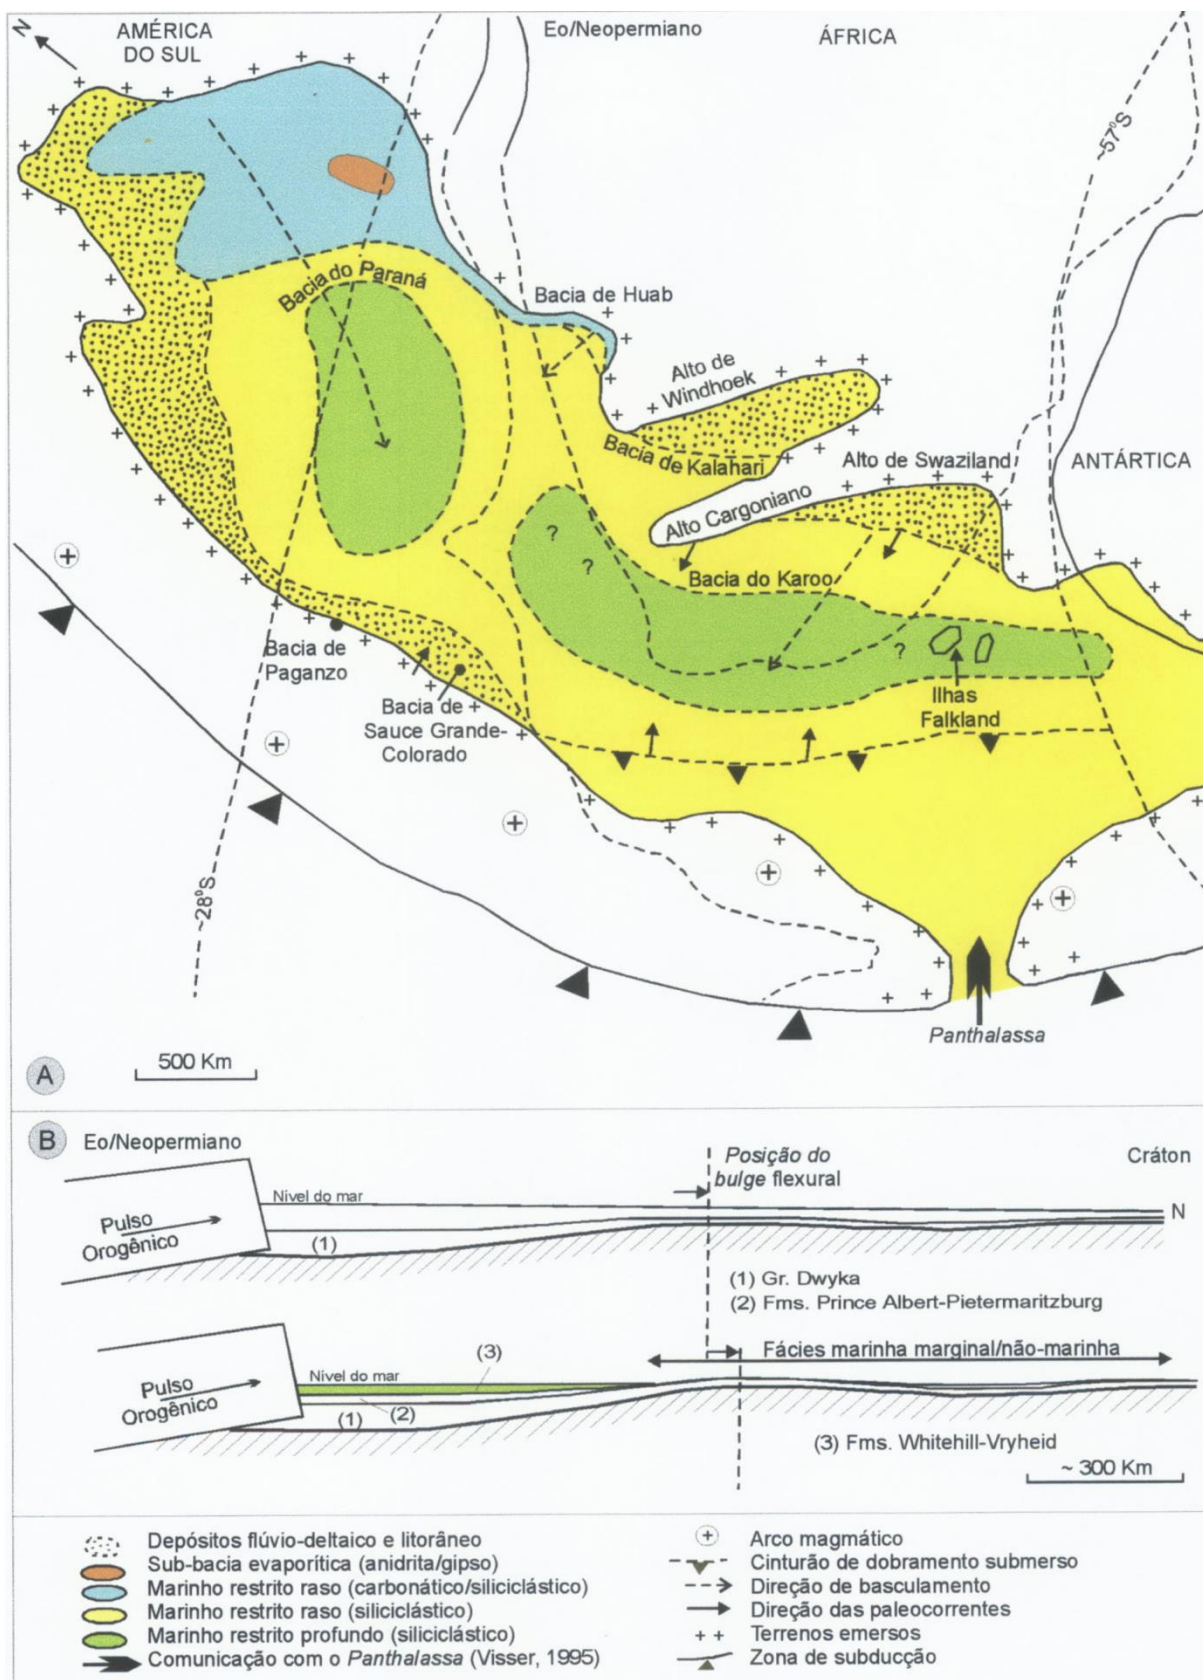 N
AMÉRICA
DO SUL
Eo/Neopermiano
ÁFRICA
~57°S
Bacia do Paraná
Bacia de Huab
Alto de
Windhoek
Bacia de Kalahari
Alto de Swaziland
ANTÁRTICA
Alto Cargoniano
?
?
Bacia do Karoo
?
Bacia de
Paganzo
Bacia de
Sauce Grande-
Colorado
Ilhas
Falkland
~28°S
Panthalassa
A
500 Km
B
Eo/Neopermiano
Posição do
bulge flexural
Cráton
Nível do mar
N
Pulso
Orogênico
(1)
(1) Gr. Dwyka
(2) Fms. Prince Albert-Pietermaritzburg
(3)
Fácies marinha marginal/não-marinha
Nível do mar
Pulso
Orogênico
(1)
(2)
(3) Fms. Whitehill-Vryheid
~ 300 Km
Depósitos flúvio-deltaico e litorâneo
Sub-bacia evaporítica (anidrita/gipso)
Marinho restrito raso (carbonático/siliciclástico)
Marinho restrito raso (siliciclástico)
Marinho restrito profundo (siliciclástico)
Comunicação com o Panthalassa (Visser, 1995)
Arco magmático
Cinturão de dobramento submerso
Direção de basculamento
Direção das paleocorrentes
Terrenos emersos
Zona de subducção